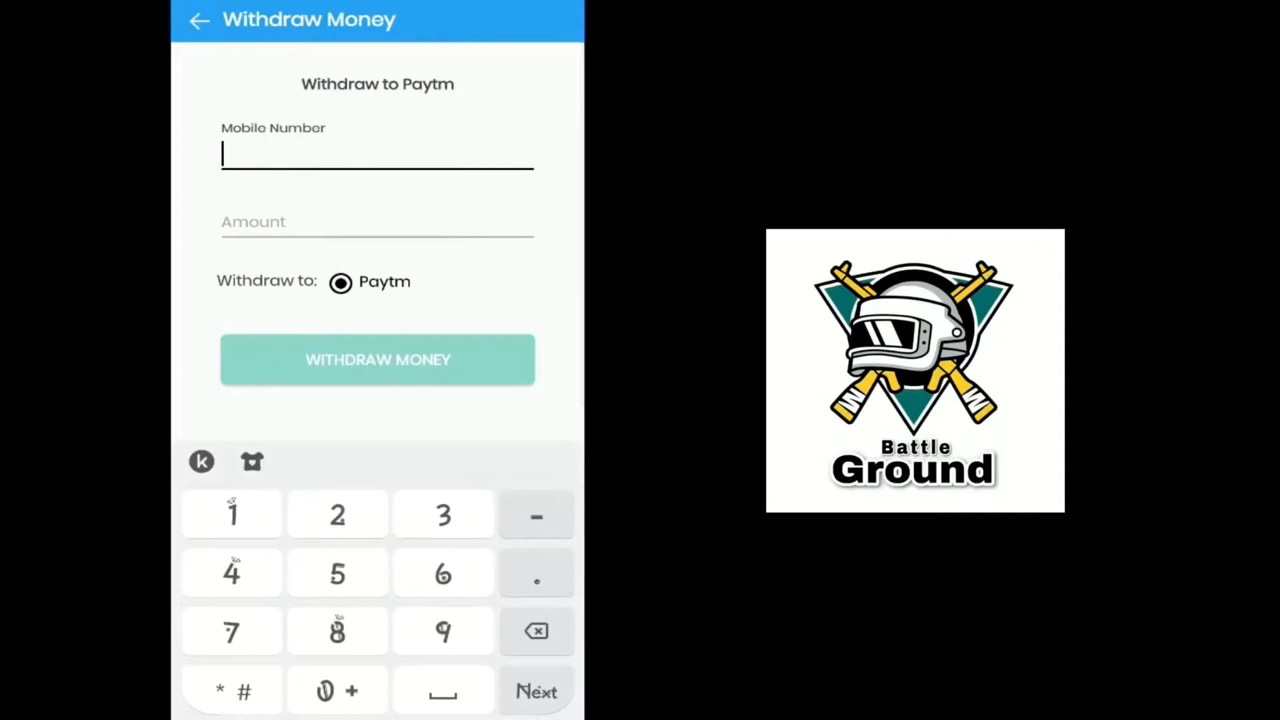 Withdraw Money
Withdraw to Paytm
Mobile Number
Amount
Withdraw to: Paytm
WITHDRAW MONEY
k
1 2 3 -
4 5 6 .
7 8 9
* # 0 + Next
Battle
Ground